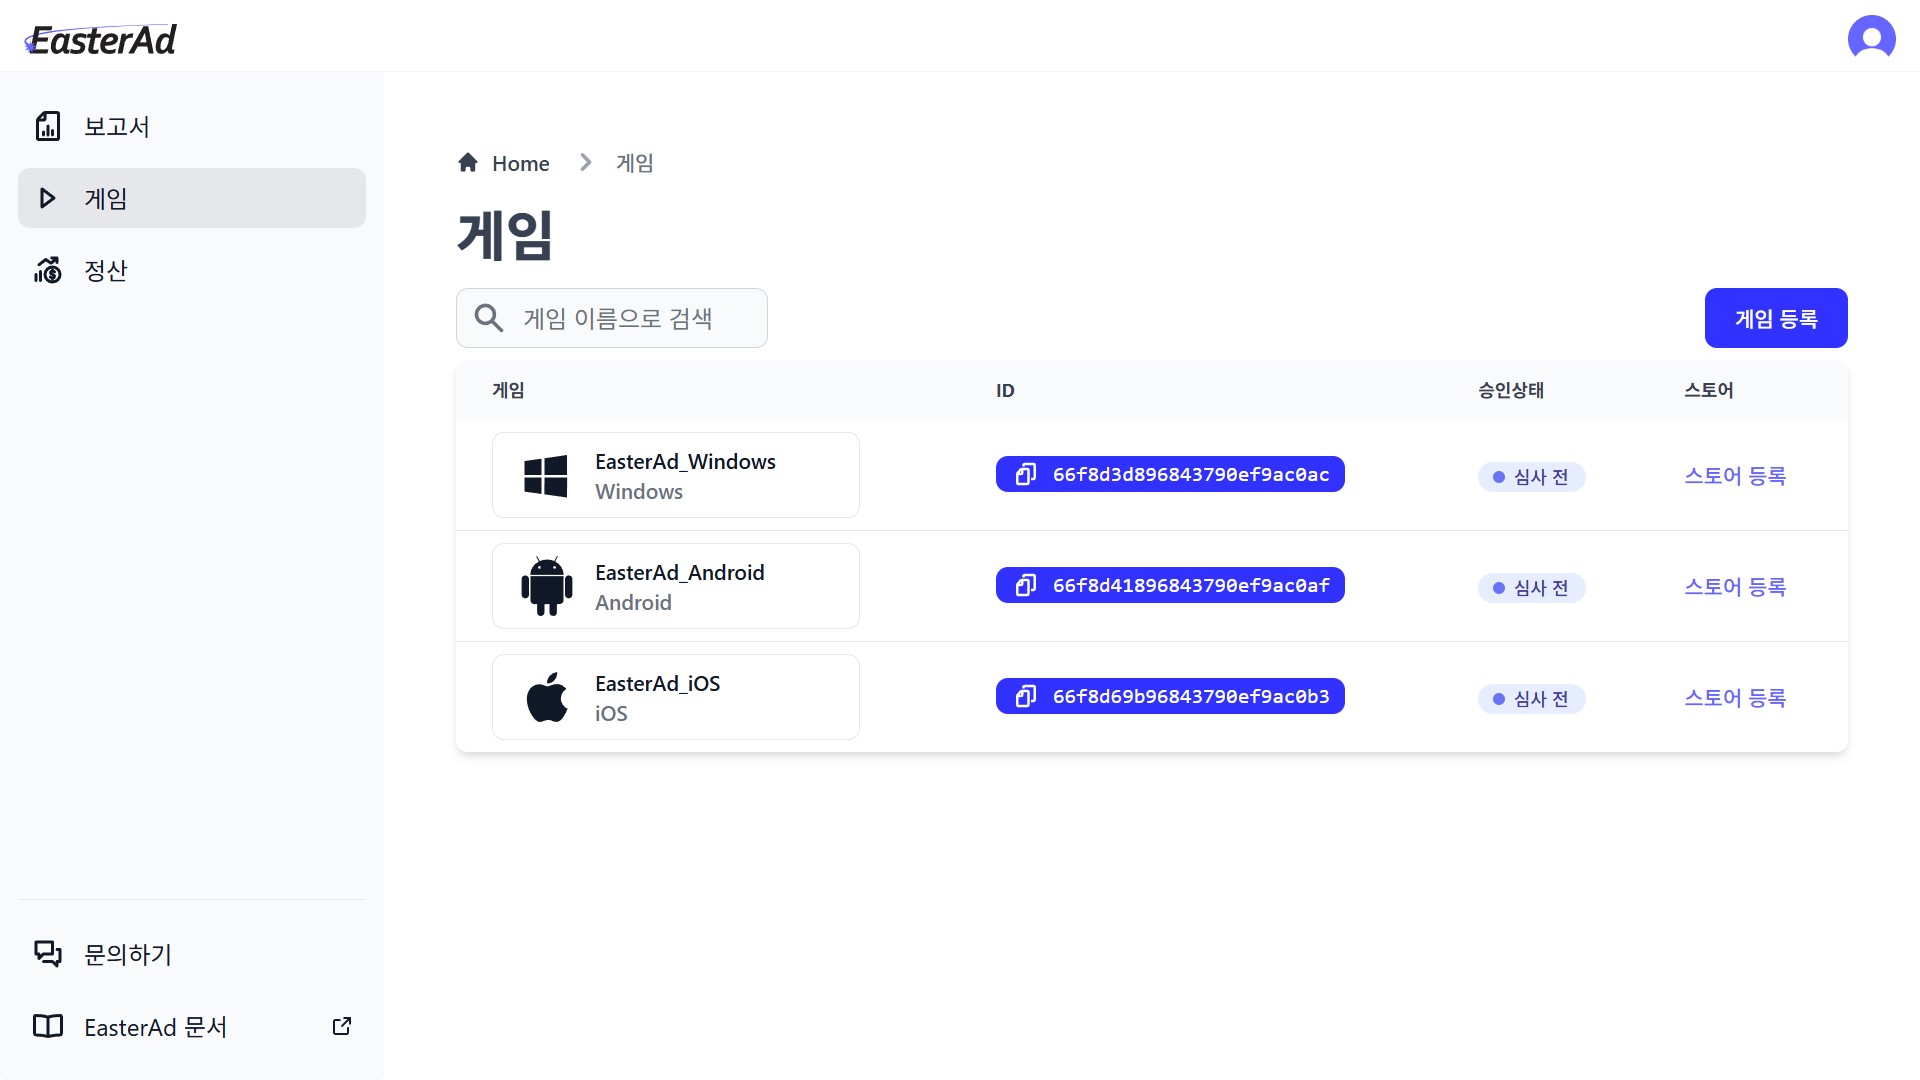 EasterAd
보고서
게임
정산
Home
게임
게임
게임 이름으로 검색
게임 등록
게임
ID
승인상태
스토어
EasterAd_Windows
Windows
66f8d3d896843790ef9ac0ac
심사 전
스토어 등록
EasterAd_Android
Android
66f8d41896843790ef9ac0af
심사 전
스토어 등록
EasterAd_iOS
iOS
66f8d69b96843790ef9ac0b3
심사 전
스토어 등록
문의하기
EasterAd 문서